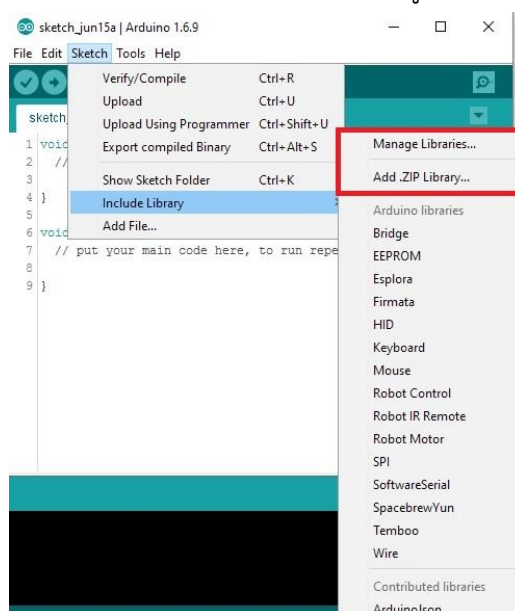 sketch_jun15a | Arduino 1.6.9
File Edit Sketch Tools Help
Verify/Compile Ctrl+R
Upload Ctrl+U
Upload Using Programmer Ctrl+Shift+U
Export compiled Binary Ctrl+Alt+S
Show Sketch Folder Ctrl+K
Include Library
Add File...
Manage Libraries...
Add .ZIP Library...
Arduino libraries
Bridge
EEPROM
Esplora
Firmata
HID
Keyboard
Mouse
Robot Control
Robot IR Remote
Robot Motor
SPI
SoftwareSerial
SpacebrewYun
Temboo
Wire
Contributed libraries
ArduinoJson
sketch_
1 void
2 //
3
4 }
5
6 void
7 // put your main code here, to run repe
8
9 }